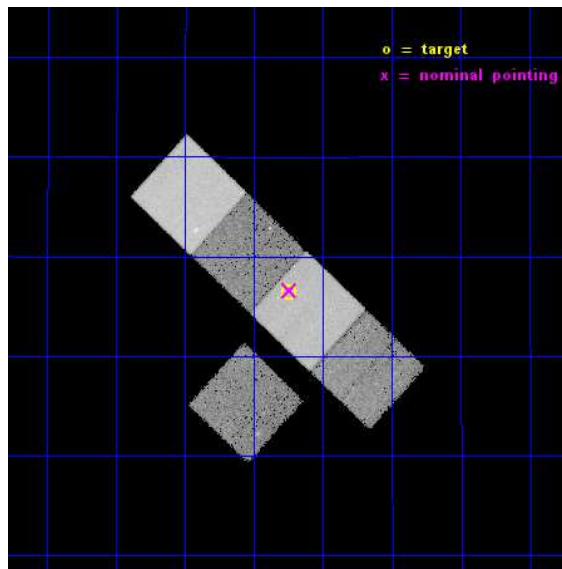 o = target
x = nominal pointing